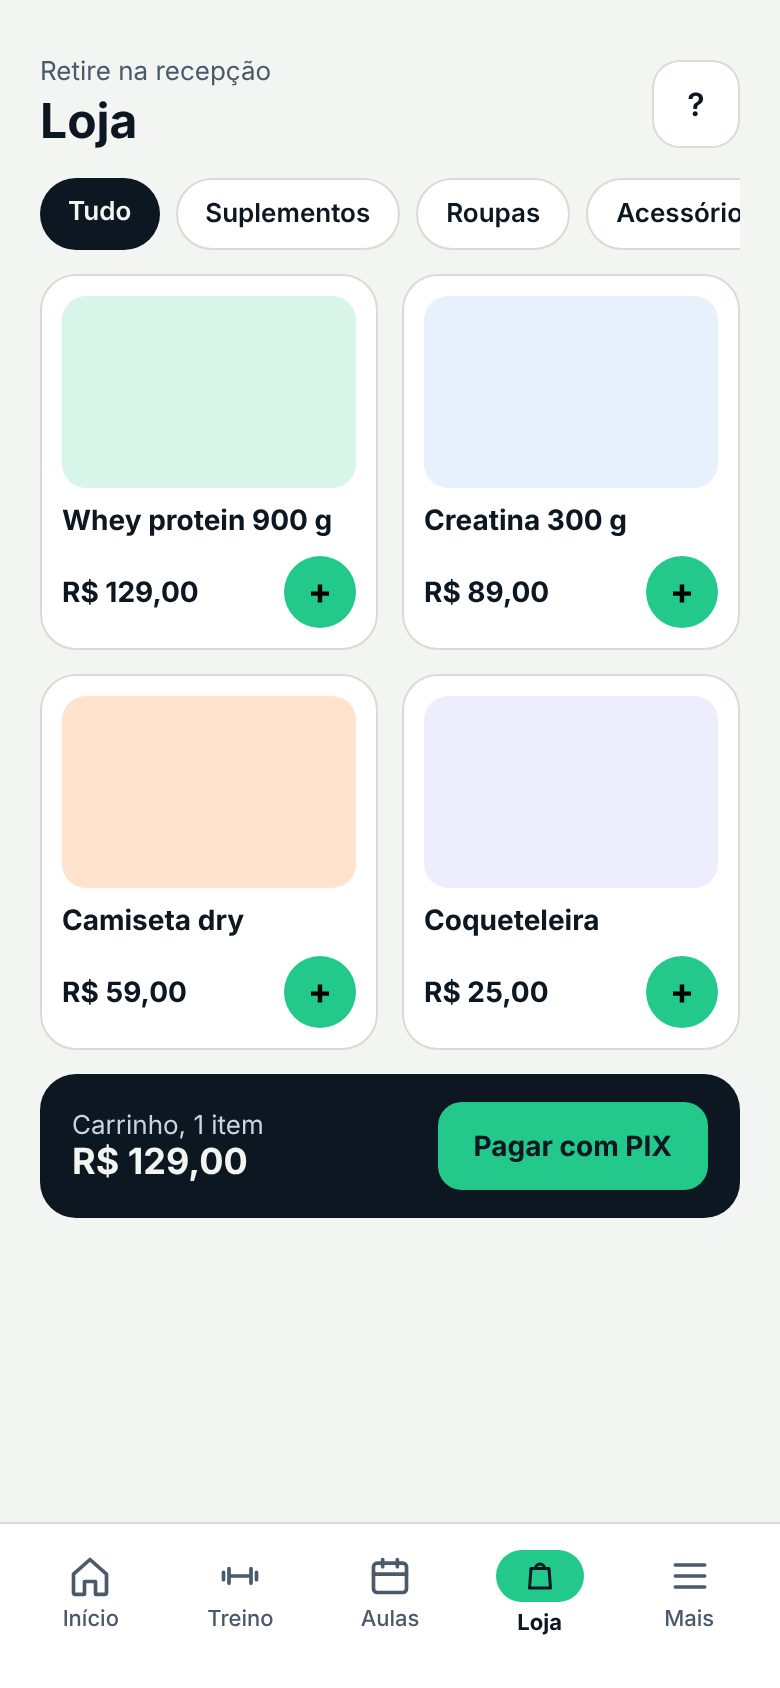 Retire na recepção
Loja
?
Tudo
Suplementos
Roupas
Acessório
Whey protein 900 g
R$ 129,00
+
Creatina 300 g
R$ 89,00
+
Camiseta dry
R$ 59,00
+
Coqueteleira
R$ 25,00
+
Carrinho, 1 item
R$ 129,00
Pagar com PIX
Início
Treino
Aulas
Loja
Mais